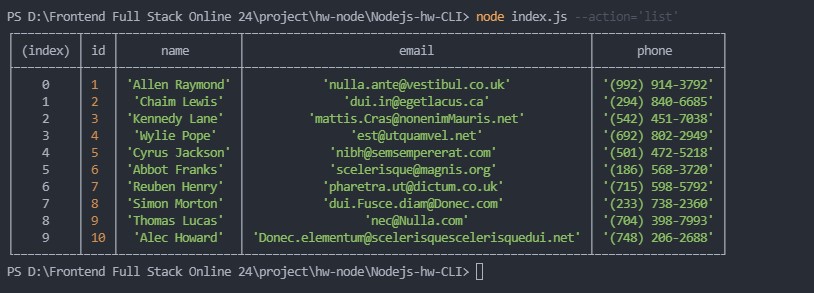 PS D:\Frontend Full Stack Online 24\project\hw-node\Nodejs-hw-CLI> node index.js --action='list'
(index) id name email phone
0 1 'Allen Raymond' 'nulla.ante@vestibul.co.uk' '(992) 914-3792'
1 2 'Chaim Lewis' 'dui.in@egetlacus.ca' '(294) 840-6685'
2 3 'Kennedy Lane' 'mattis.Cras@nonenimMauris.net' '(542) 451-7038'
3 4 'Wylie Pope' 'est@utquamvel.net' '(692) 802-2949'
4 5 'Cyrus Jackson' 'nibh@semsempererat.com' '(501) 472-5218'
5 6 'Abbot Franks' 'scelerisque@magnis.org' '(186) 568-3720'
6 7 'Reuben Henry' 'pharetra.ut@dictum.co.uk' '(715) 598-5792'
7 8 'Simon Morton' 'dui.Fusce.diam@Donec.com' '(233) 738-2360'
8 9 'Thomas Lucas' 'nec@Nulla.com' '(704) 398-7993'
9 10 'Alec Howard' 'Donec.elementum@scelerisquescelerisquedui.net' '(748) 206-2688'
PS D:\Frontend Full Stack Online 24\project\hw-node\Nodejs-hw-CLI>